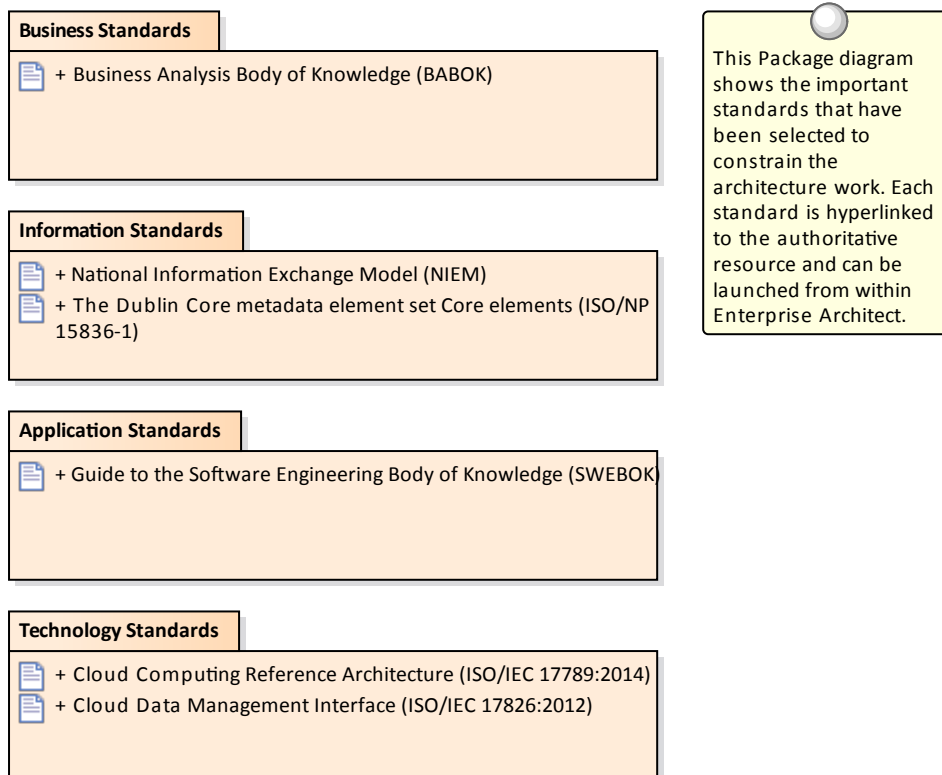 Business Standards
+ Business Analysis Body of Knowledge (BABOK)
Information Standards
+ National Information Exchange Model (NIEM)
+ The Dublin Core metadata element set Core elements (ISO/NP
15836-1)
Application Standards
+ Guide to the Software Engineering Body of Knowledge (SWEBOK)
Technology Standards
+ Cloud Computing Reference Architecture (ISO/IEC 17789:2014)
+ Cloud Data Management Interface (ISO/IEC 17826:2012)
This Package diagram
shows the important
standards that have
been selected to
constrain the
architecture work. Each
standard is hyperlinked
to the authoritative
resource and can be
launched from within
Enterprise Architect.